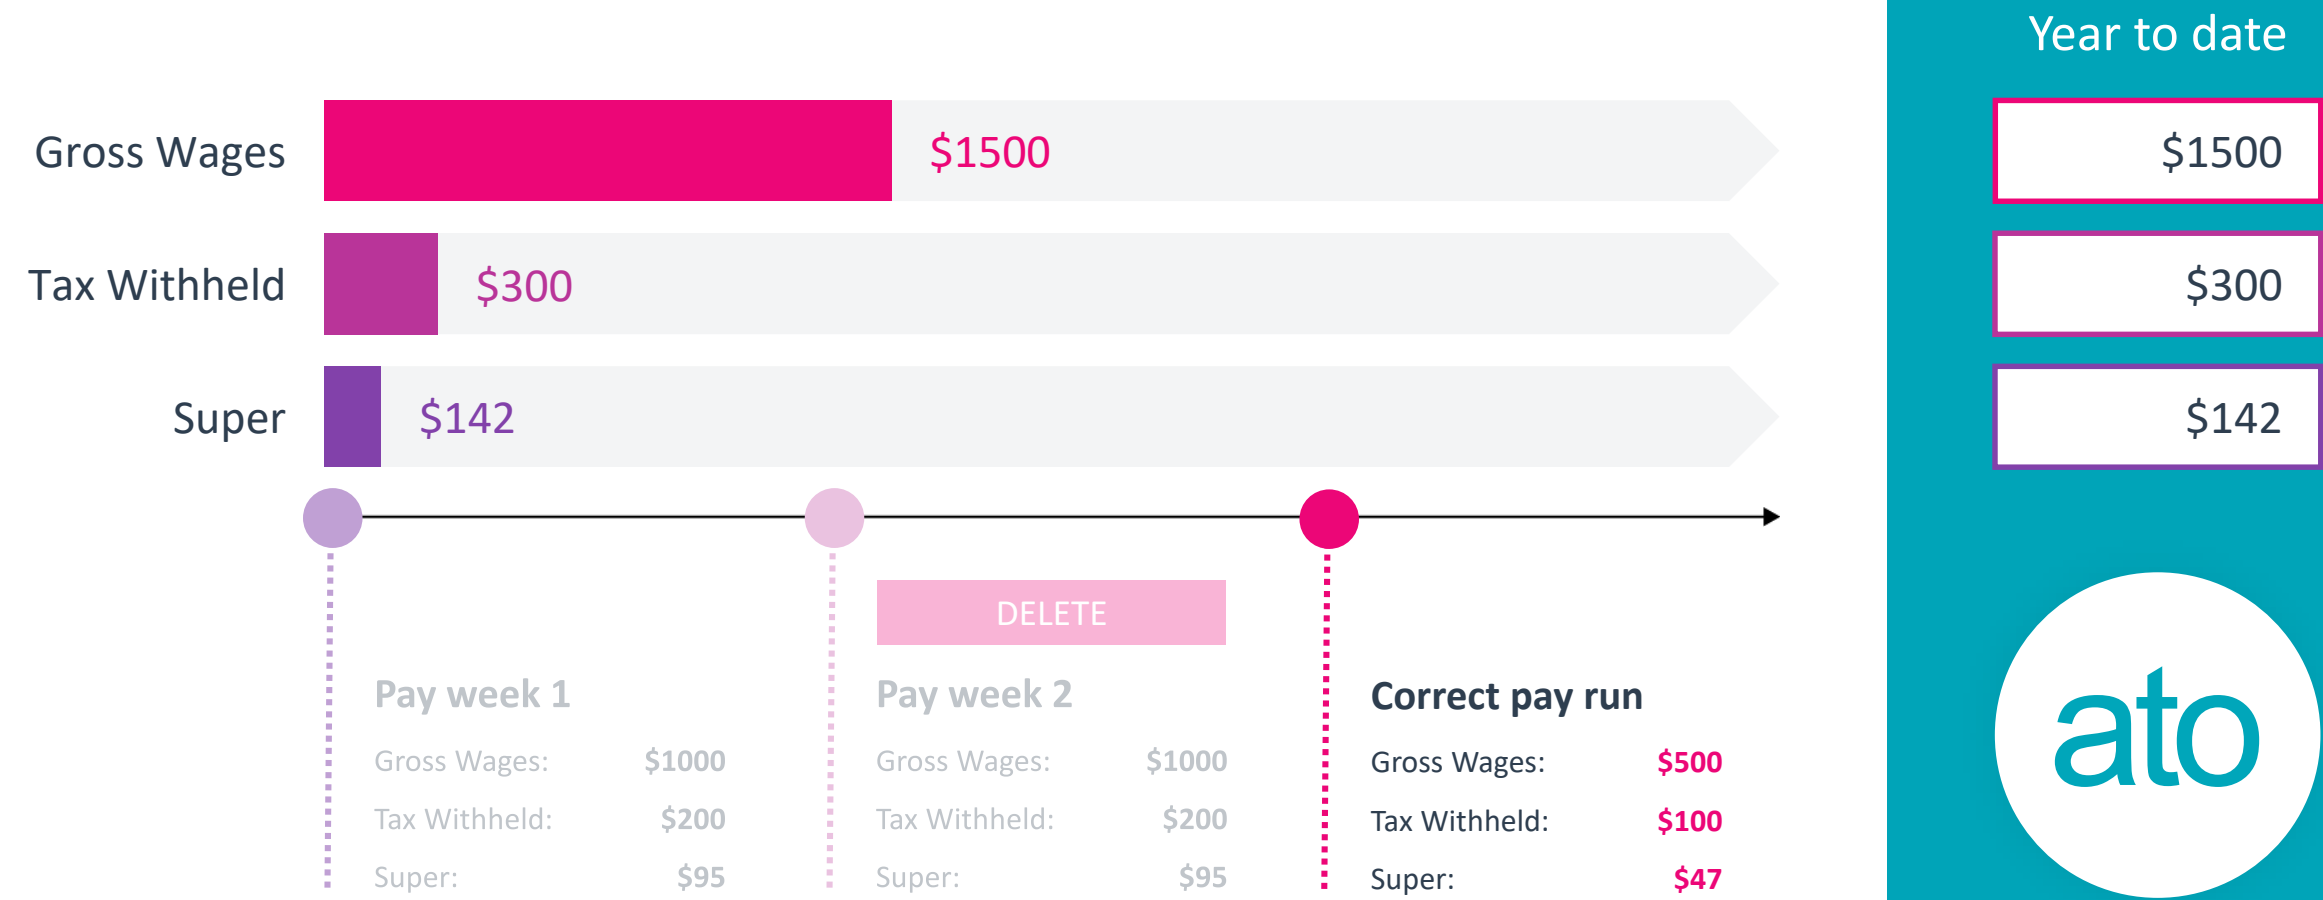 Year to date
Gross Wages $1500 $1500
Tax Withheld $300 $300
Super $142 $142
DELETE
Pay week 1
Gross Wages: $1000
Tax Withheld: $200
Super: $95
Pay week 2
Gross Wages: $1000
Tax Withheld: $200
Super: $95
Correct pay run
Gross Wages: $500
Tax Withheld: $100
Super: $47
ato